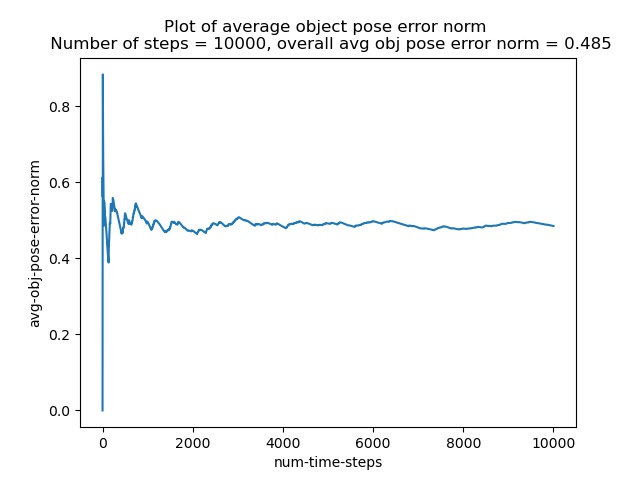 Plot of average object pose error norm
Number of steps = 10000, overall avg obj pose error norm = 0.485
0.8
0.6
0.4
0.2
0.0
avg-obj-pose-error-norm
0 2000 4000 6000 8000 10000
num-time-steps